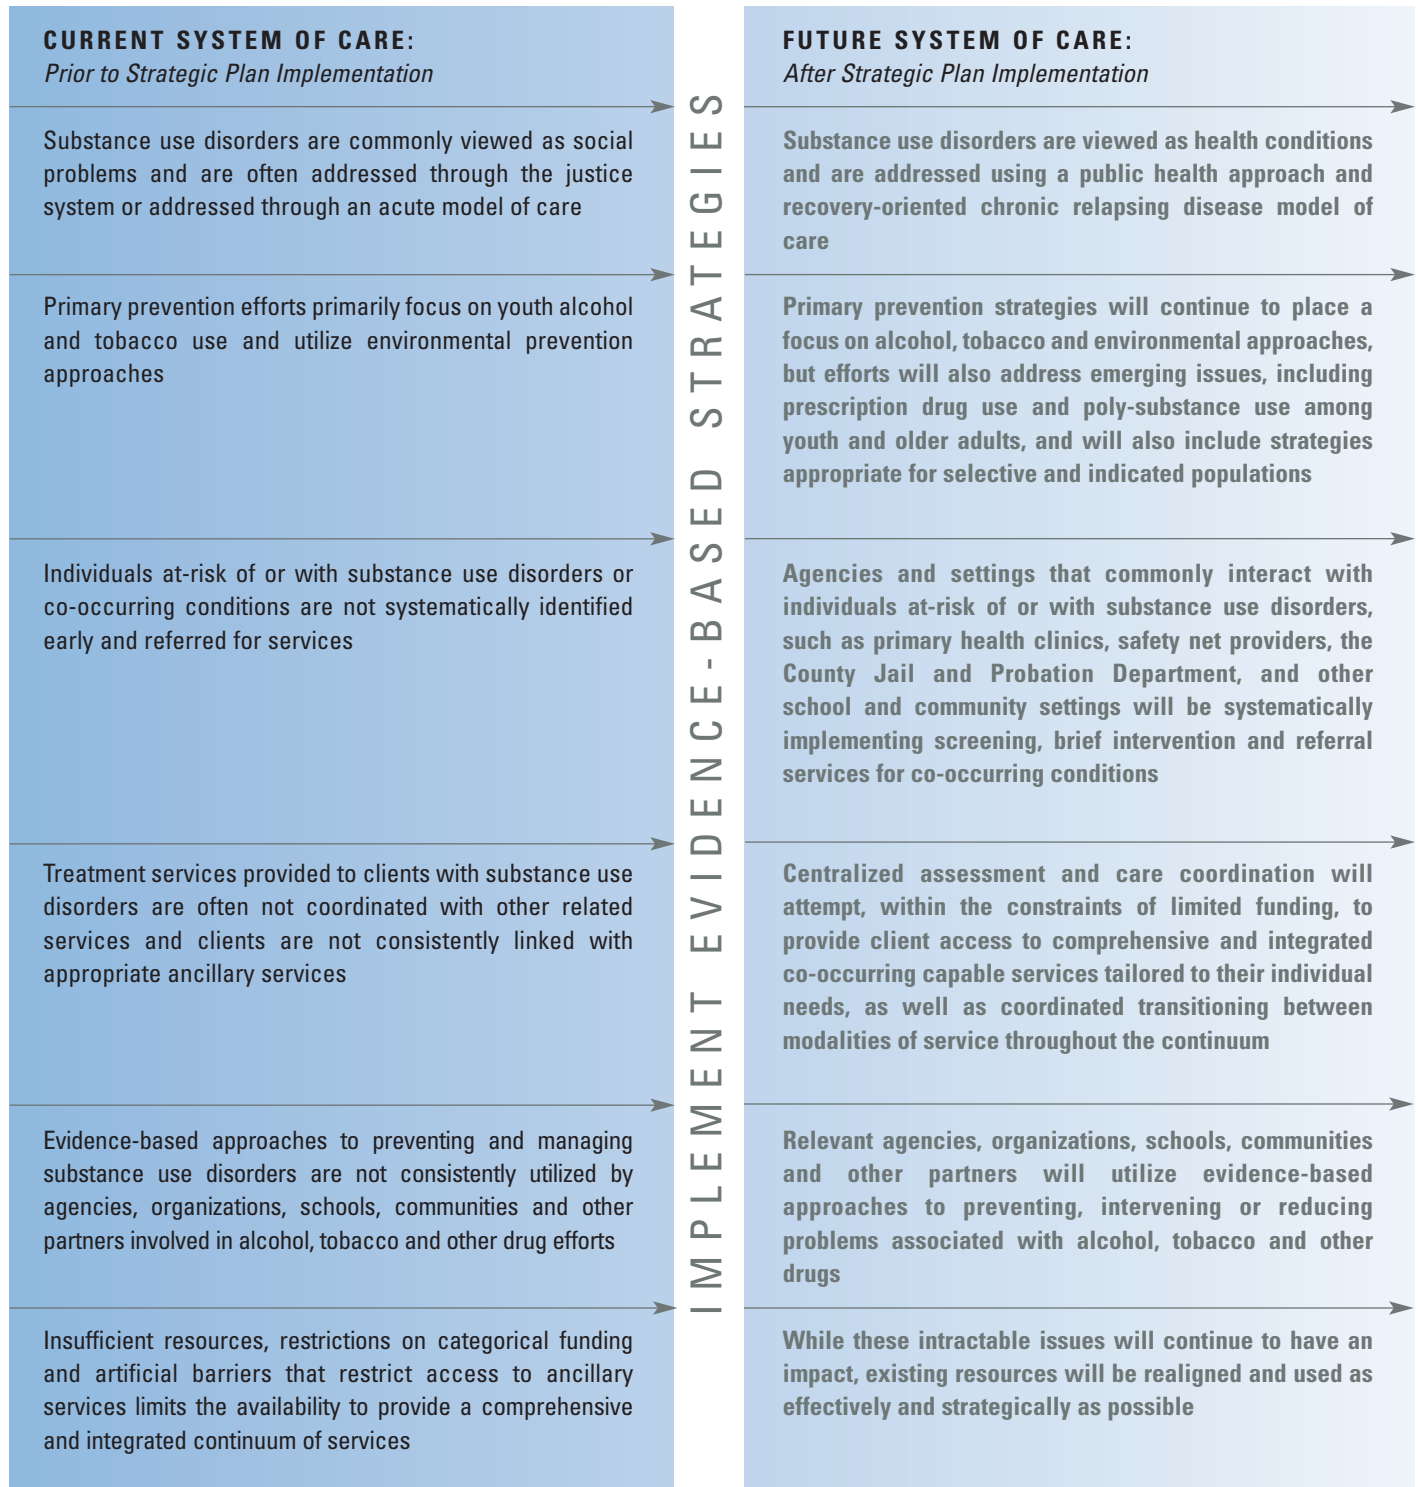 CURRENT SYSTEM OF CARE:
Prior to Strategic Plan Implementation
Substance use disorders are commonly viewed as social
problems and are often addressed through the justice
system or addressed through an acute model of care
Primary prevention efforts primarily focus on youth alcohol
and tobacco use and utilize environmental prevention
approaches
Individuals at-risk of or with substance use disorders or
co-occurring conditions are not systematically identified
early and referred for services
Treatment services provided to clients with substance use
disorders are often not coordinated with other related
services and clients are not consistently linked with
appropriate ancillary services
Evidence-based approaches to preventing and managing
substance use disorders are not consistently utilized by
agencies, organizations, schools, communities and other
partners involved in alcohol, tobacco and other drug efforts
Insufficient resources, restrictions on categorical funding
and artificial barriers that restrict access to ancillary
services limits the availability to provide a comprehensive
and integrated continuum of services
IMPLEMENT EVIDENCE-BASED STRATEGIES
FUTURE SYSTEM OF CARE:
After Strategic Plan Implementation
Substance use disorders are viewed as health conditions
and are addressed using a public health approach and
recovery-oriented chronic relapsing disease model of
care
Primary prevention strategies will continue to place a
focus on alcohol, tobacco and environmental approaches,
but efforts will also address emerging issues, including
prescription drug use and poly-substance use among
youth and older adults, and will also include strategies
appropriate for selective and indicated populations
Agencies and settings that commonly interact with
individuals at-risk of or with substance use disorders,
such as primary health clinics, safety net providers, the
County Jail and Probation Department, and other
school and community settings will be systematically
implementing screening, brief intervention and referral
services for co-occurring conditions
Centralized assessment and care coordination will
attempt, within the constraints of limited funding, to
provide client access to comprehensive and integrated
co-occurring capable services tailored to their individual
needs, as well as coordinated transitioning between
modalities of service throughout the continuum
Relevant agencies, organizations, schools, communities
and other partners will utilize evidence-based
approaches to preventing, intervening or reducing
problems associated with alcohol, tobacco and other
drugs
While these intractable issues will continue to have an
impact, existing resources will be realigned and used as
effectively and strategically as possible